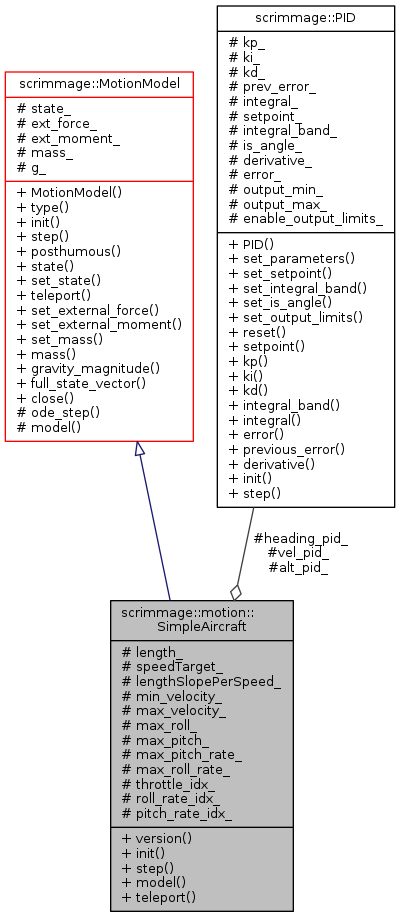 scrimmage::PID
# kp_
# ki_
# kd_
# prev_error_
# integral_
# setpoint_
# integral_band_
# is_angle_
# derivative_
# error_
# output_min_
# output_max_
# enable_output_limits_
+ PID()
+ set_parameters()
+ set_setpoint()
+ set_integral_band()
+ set_is_angle()
+ set_output_limits()
+ reset()
+ setpoint()
+ kp()
+ ki()
+ kd()
+ integral_band()
+ integral()
+ error()
+ previous_error()
+ derivative()
+ init()
+ step()
scrimmage::MotionModel
# state_
# ext_force_
# ext_moment_
# mass_
# g_
+ MotionModel()
+ type()
+ init()
+ step()
+ posthumous()
+ state()
+ set_state()
+ teleport()
+ set_external_force()
+ set_external_moment()
+ set_mass()
+ mass()
+ gravity_magnitude()
+ full_state_vector()
+ close()
# ode_step()
# model()
#heading_pid_
#vel_pid_
#alt_pid_
scrimmage::motion::
SimpleAircraft
# length_
# speedTarget_
# lengthSlopePerSpeed_
# min_velocity_
# max_velocity_
# max_roll_
# max_pitch_
# max_pitch_rate_
# max_roll_rate_
# throttle_idx_
# roll_rate_idx_
# pitch_rate_idx_
+ version()
+ init()
+ step()
+ model()
+ teleport()